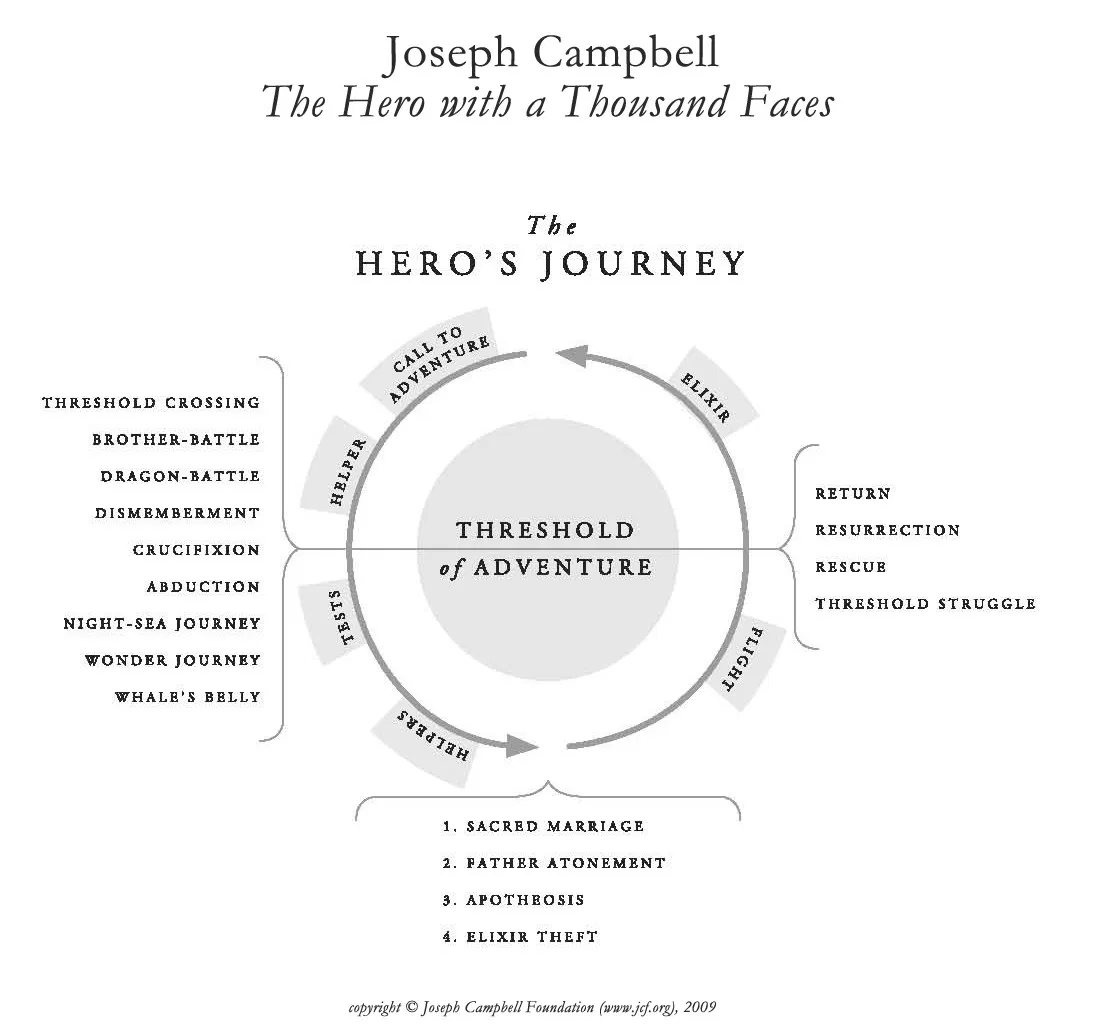 Joseph Campbell
The Hero with a Thousand Faces
The
HERO’S JOURNEY
CALL TO
ADVENTURE
HELPER
TESTS
HELPERS
FLIGHT
ELIXIR
THRESHOLD
of ADVENTURE
THRESHOLD CROSSING
BROTHER-BATTLE
DRAGON-BATTLE
DISMEMBERMENT
CRUCIFIXION
ABDUCTION
NIGHT-SEA JOURNEY
WONDER JOURNEY
WHALE’S BELLY
RETURN
RESURRECTION
RESCUE
THRESHOLD STRUGGLE
1. SACRED MARRIAGE
2. FATHER ATONEMENT
3. APOTHEOSIS
4. ELIXIR THEFT
copyright © Joseph Campbell Foundation (www.jcf.org), 2009